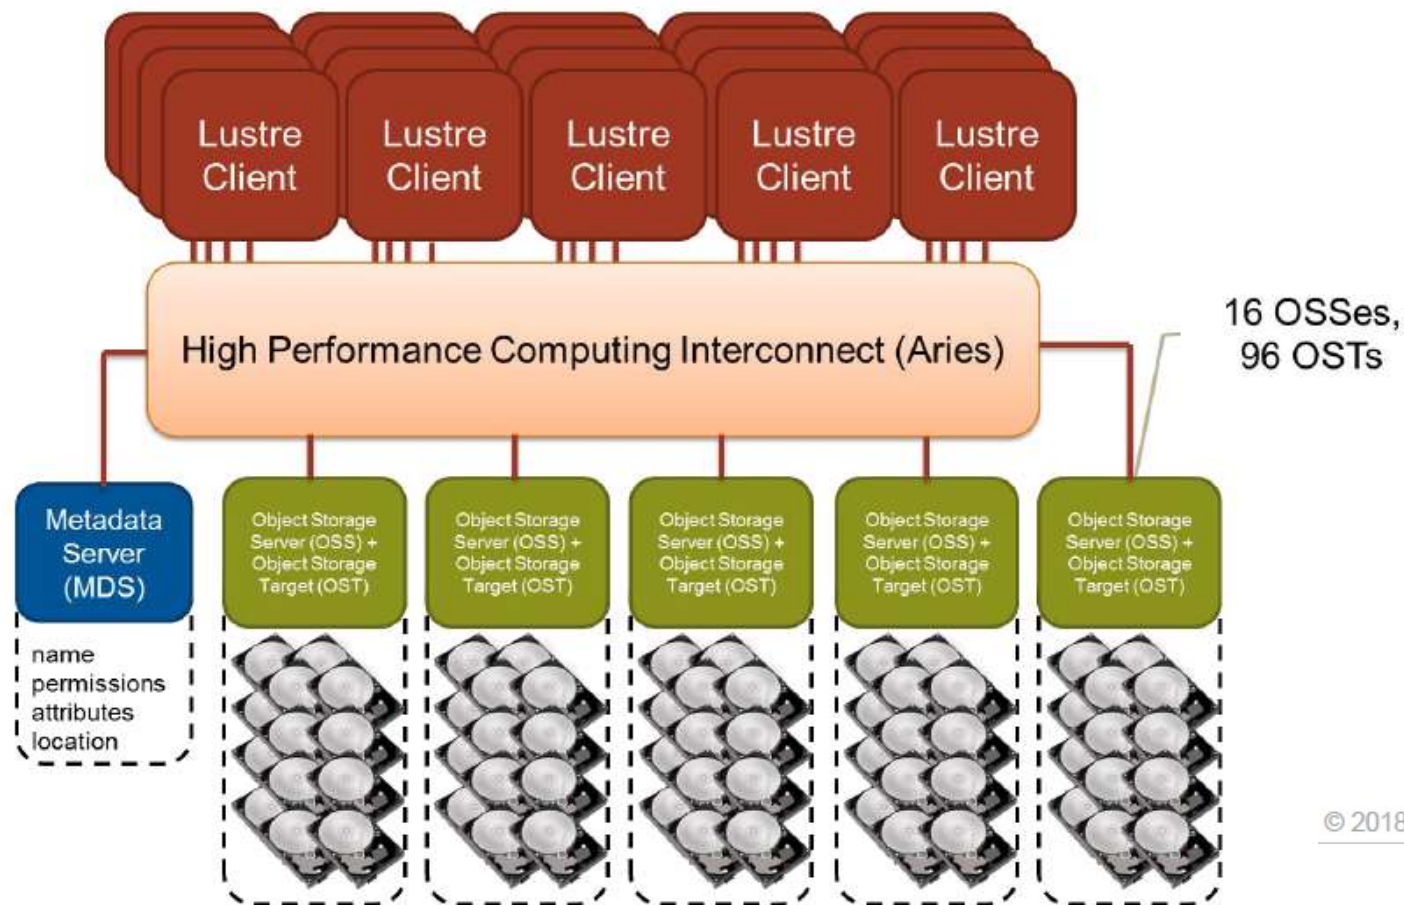 Lustre
Client
Lustre
Client
Lustre
Client
Lustre
Client
Lustre
Client
High Performance Computing Interconnect (Aries)
16 OSSes,
96 OSTs
Metadata
Server
(MDS)
name
permissions
attributes
location
Object Storage
Server (OSS) +
Object Storage
Target (OST)
Object Storage
Server (OSS) +
Object Storage
Target (OST)
Object Storage
Server (OSS) +
Object Storage
Target (OST)
Object Storage
Server (OSS) +
Object Storage
Target (OST)
Object Storage
Server (OSS) +
Object Storage
Target (OST)
© 2018